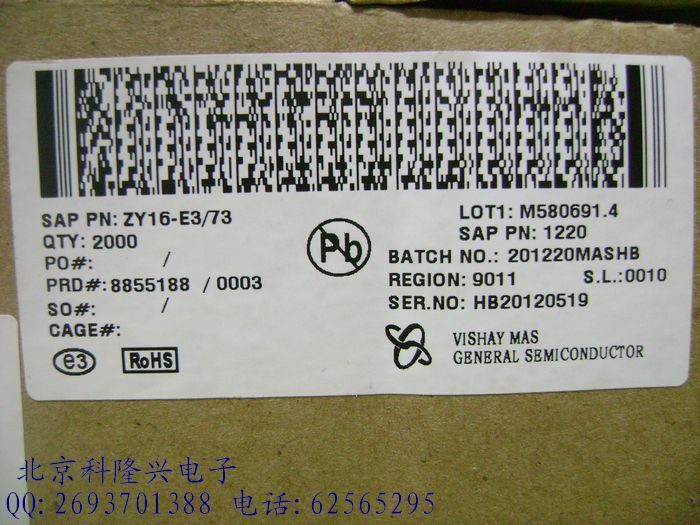 SAP PN: ZY16-E3/73
QTY: 2000
PO#: /
PRD#: 8855188 / 0003
SO#: /
CAGE#:
e3 RoHS
Pb
LOT1: M580691.4
SAP PN: 1220
BATCH NO.: 201220MASHB
REGION: 9011 S.L.:0010
SER.NO: HB20120519
VISHAY MAS
GENERAL SEMICONDUCTOR
北京科隆兴电子
QQ: 2693701388 电话: 62565295